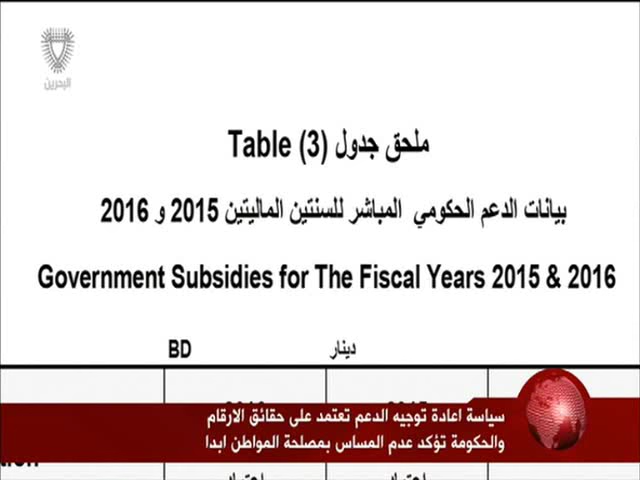 البحرين
ملحق جدول Table (3)
بيانات الدعم الحكومي المباشر للسنتين الماليتين 2015 و 2016
Government Subsidies for The Fiscal Years 2015 & 2016
BD
دينار
سياسة اعادة توجيه الدعم تعتمد على حقائق الارقام
والحكومة تؤكد عدم المساس بمصلحة المواطن ابدا